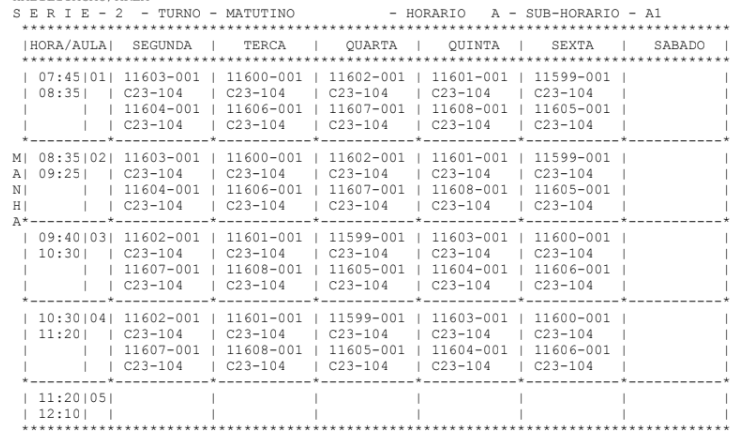 S E R I E - 2  - TURNO - MATUTINO          - HORARIO  A - SUB-HORARIO - A1
*************************************************************************
|HORA/AULA|  SEGUNDA  |   TERCA   |   QUARTA  |   QUINTA  |   SEXTA   |   SABADO  |
*************************************************************************
| 07:45|01| 11603-001 | 11600-001 | 11602-001 | 11601-001 | 11599-001 |           |
| 08:35|  | C23-104   | C23-104   | C23-104   | C23-104   | C23-104   |           |
|      |  | 11604-001 | 11606-001 | 11607-001 | 11608-001 | 11605-001 |           |
|      |  | C23-104   | C23-104   | C23-104   | C23-104   | C23-104   |           |
*---------*-----------*-----------*-----------*-----------*-----------*-----------*
M| 08:35|02| 11603-001 | 11600-001 | 11602-001 | 11601-001 | 11599-001 |           |
A| 09:25|  | C23-104   | C23-104   | C23-104   | C23-104   | C23-104   |           |
N|      |  | 11604-001 | 11606-001 | 11607-001 | 11608-001 | 11605-001 |           |
H|      |  | C23-104   | C23-104   | C23-104   | C23-104   | C23-104   |           |
A*---------*-----------*-----------*-----------*-----------*-----------*-----------*
| 09:40|03| 11602-001 | 11601-001 | 11599-001 | 11603-001 | 11600-001 |           |
| 10:30|  | C23-104   | C23-104   | C23-104   | C23-104   | C23-104   |           |
|      |  | 11607-001 | 11608-001 | 11605-001 | 11604-001 | 11606-001 |           |
|      |  | C23-104   | C23-104   | C23-104   | C23-104   | C23-104   |           |
*---------*-----------*-----------*-----------*-----------*-----------*-----------*
| 10:30|04| 11602-001 | 11601-001 | 11599-001 | 11603-001 | 11600-001 |           |
| 11:20|  | C23-104   | C23-104   | C23-104   | C23-104   | C23-104   |           |
|      |  | 11607-001 | 11608-001 | 11605-001 | 11604-001 | 11606-001 |           |
|      |  | C23-104   | C23-104   | C23-104   | C23-104   | C23-104   |           |
*---------*-----------*-----------*-----------*-----------*-----------*-----------*
| 11:20|05|           |           |           |           |           |           |
| 12:10|  |           |           |           |           |           |           |
*************************************************************************